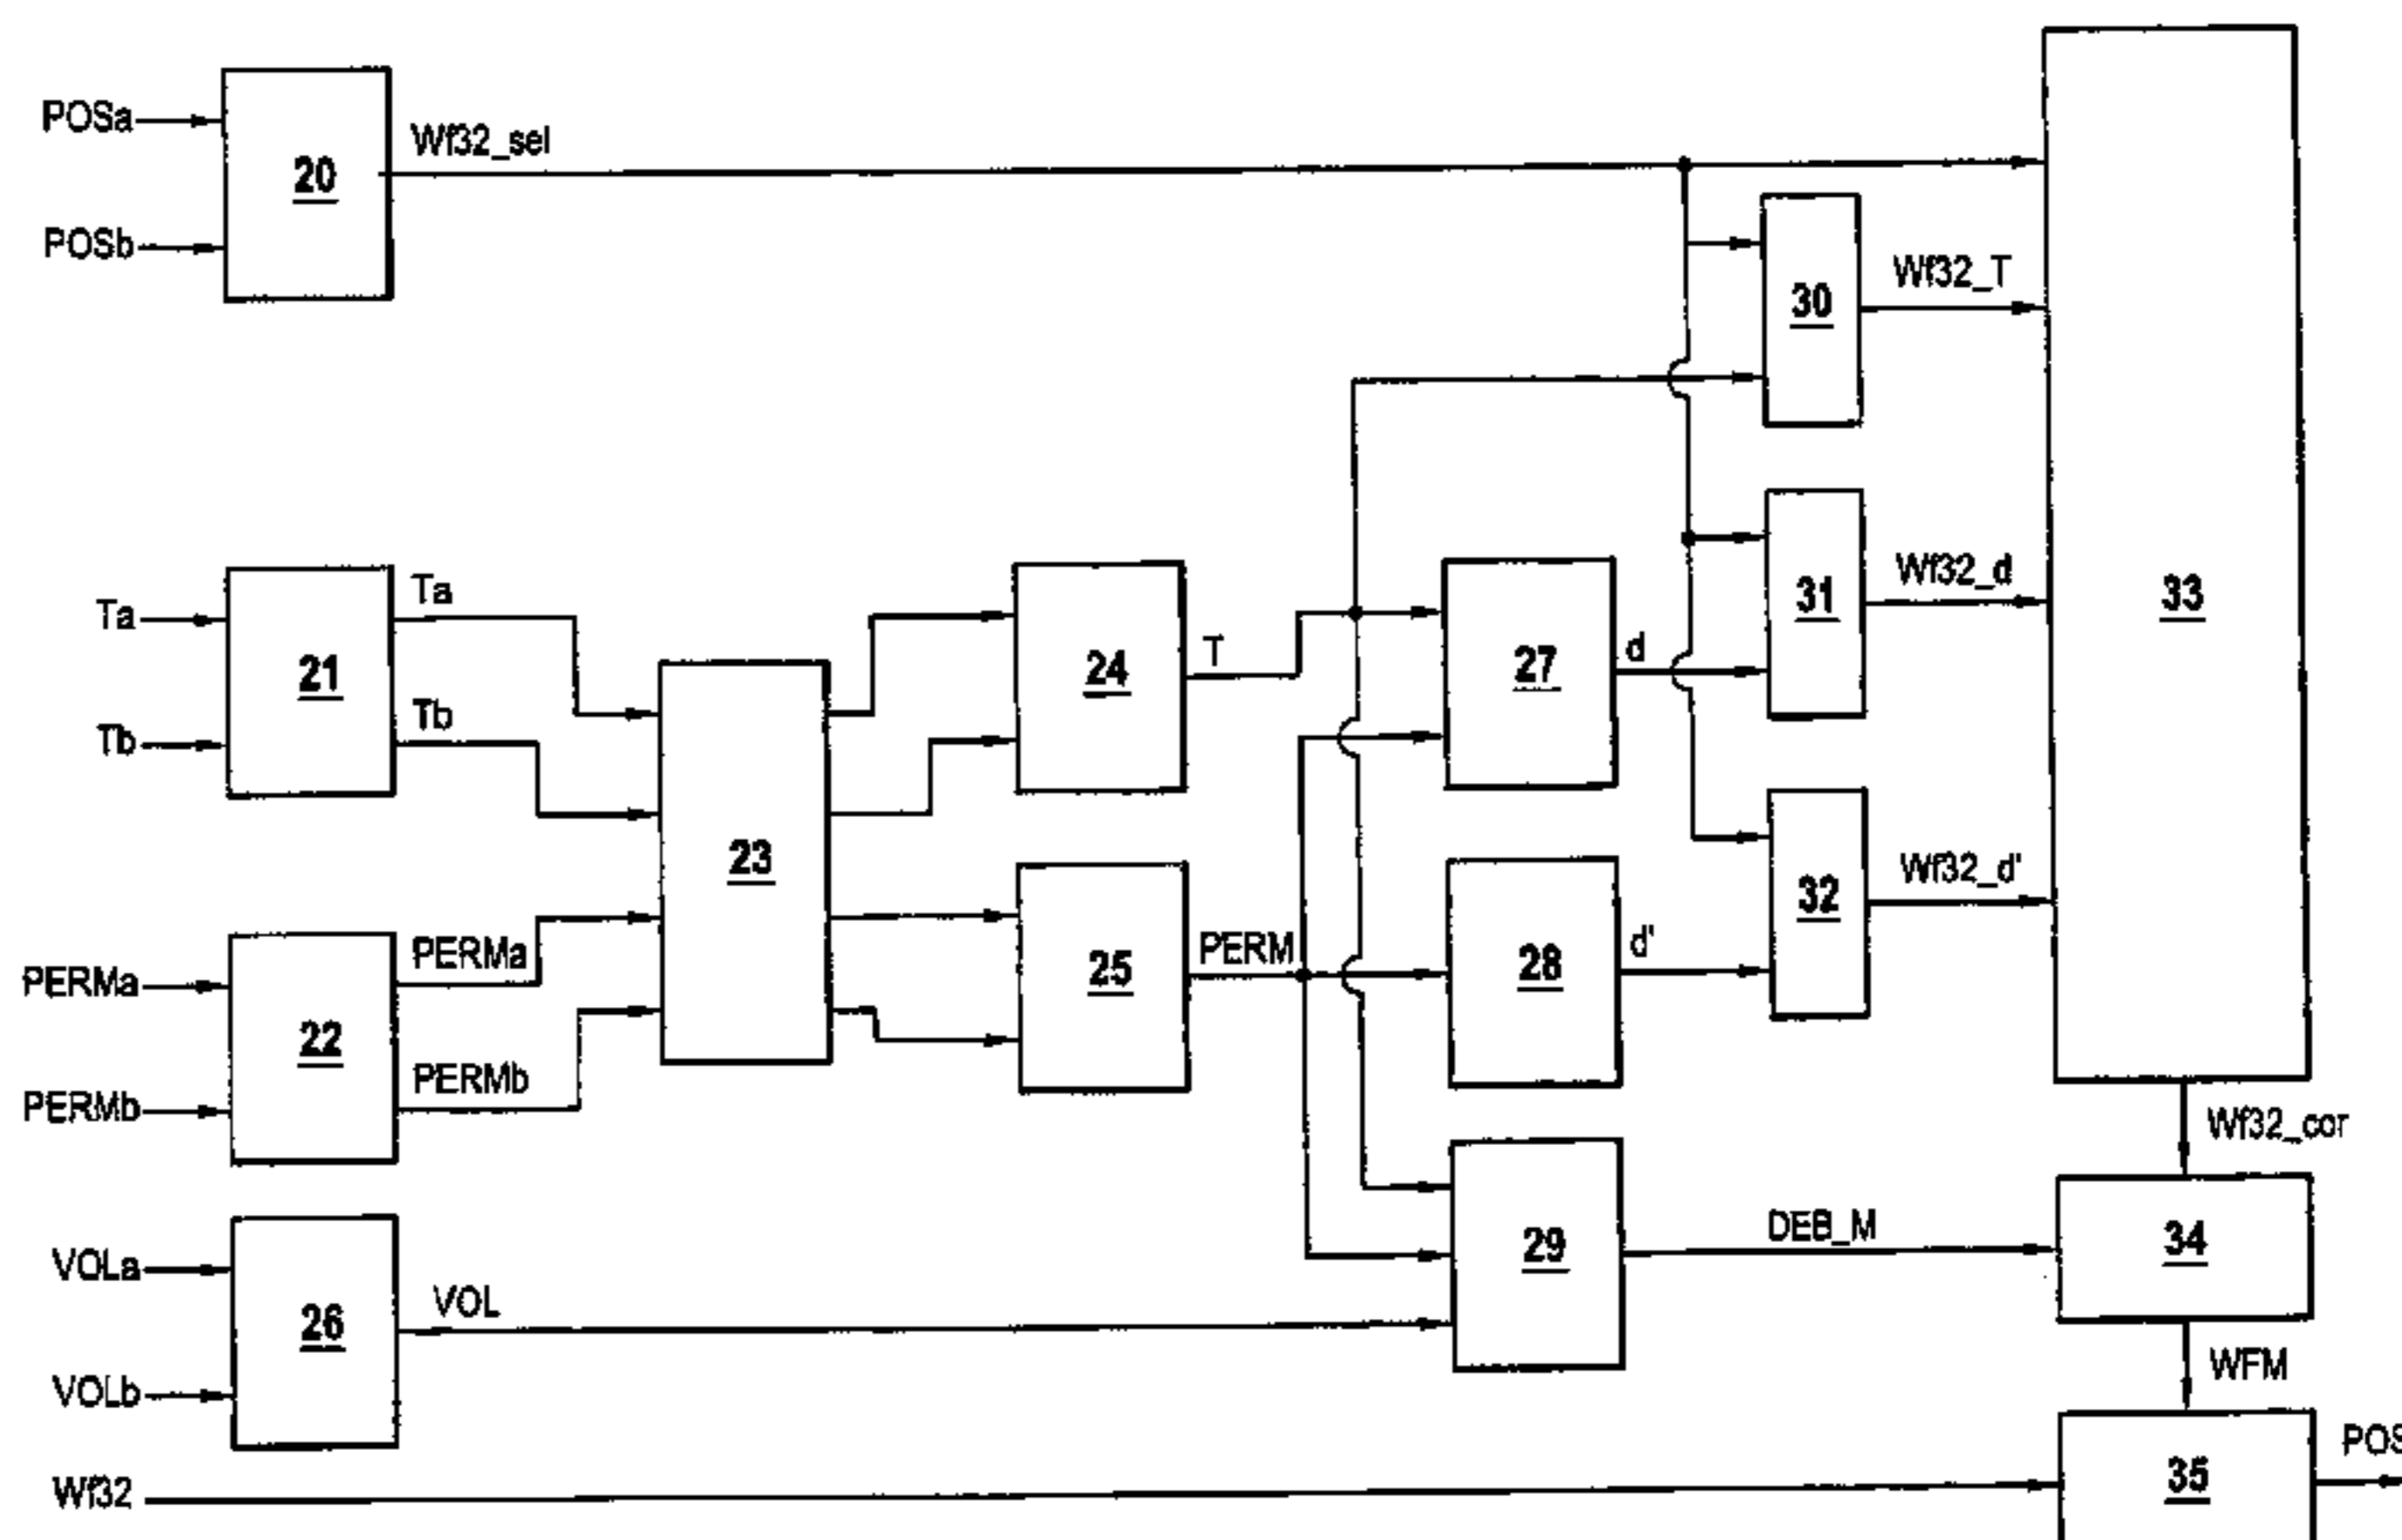 POSa
20
Wf32_sel
POSb
30
Wf32_T
33
Ta
21
Ta
Tb
Tb
23
24
T
27
d
31
Wf32_d
PERMa
22
PERMa
PERMb
PERMb
25
PERM
28
d'
32
Wf32_d'
Wf32_cor
VOLa
26
VOL
VOLb
29
DEB_M
34
WFM
Wf32
35
POS